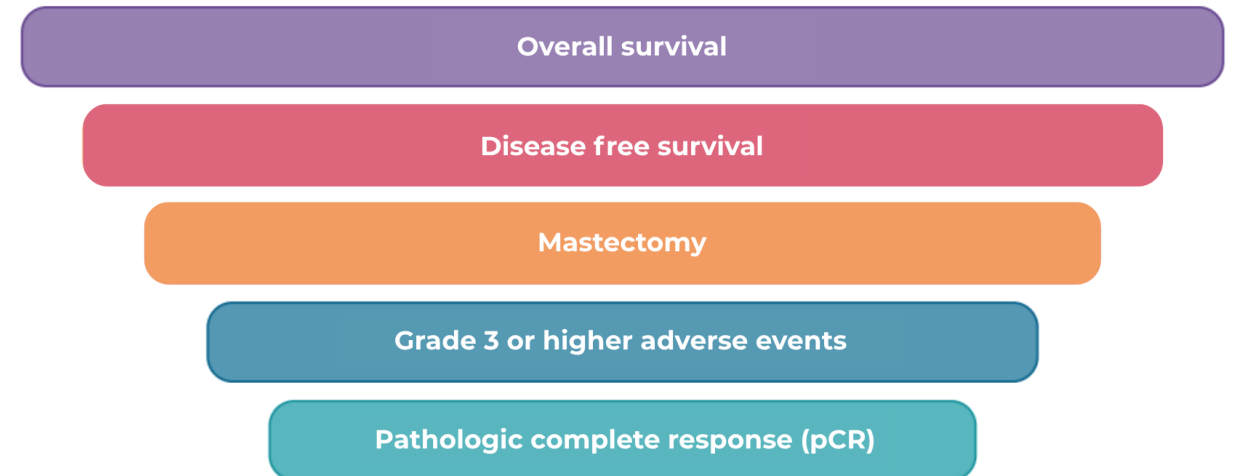 Overall survival
Disease free survival
Mastectomy
Grade 3 or higher adverse events
Pathologic complete response (pCR)